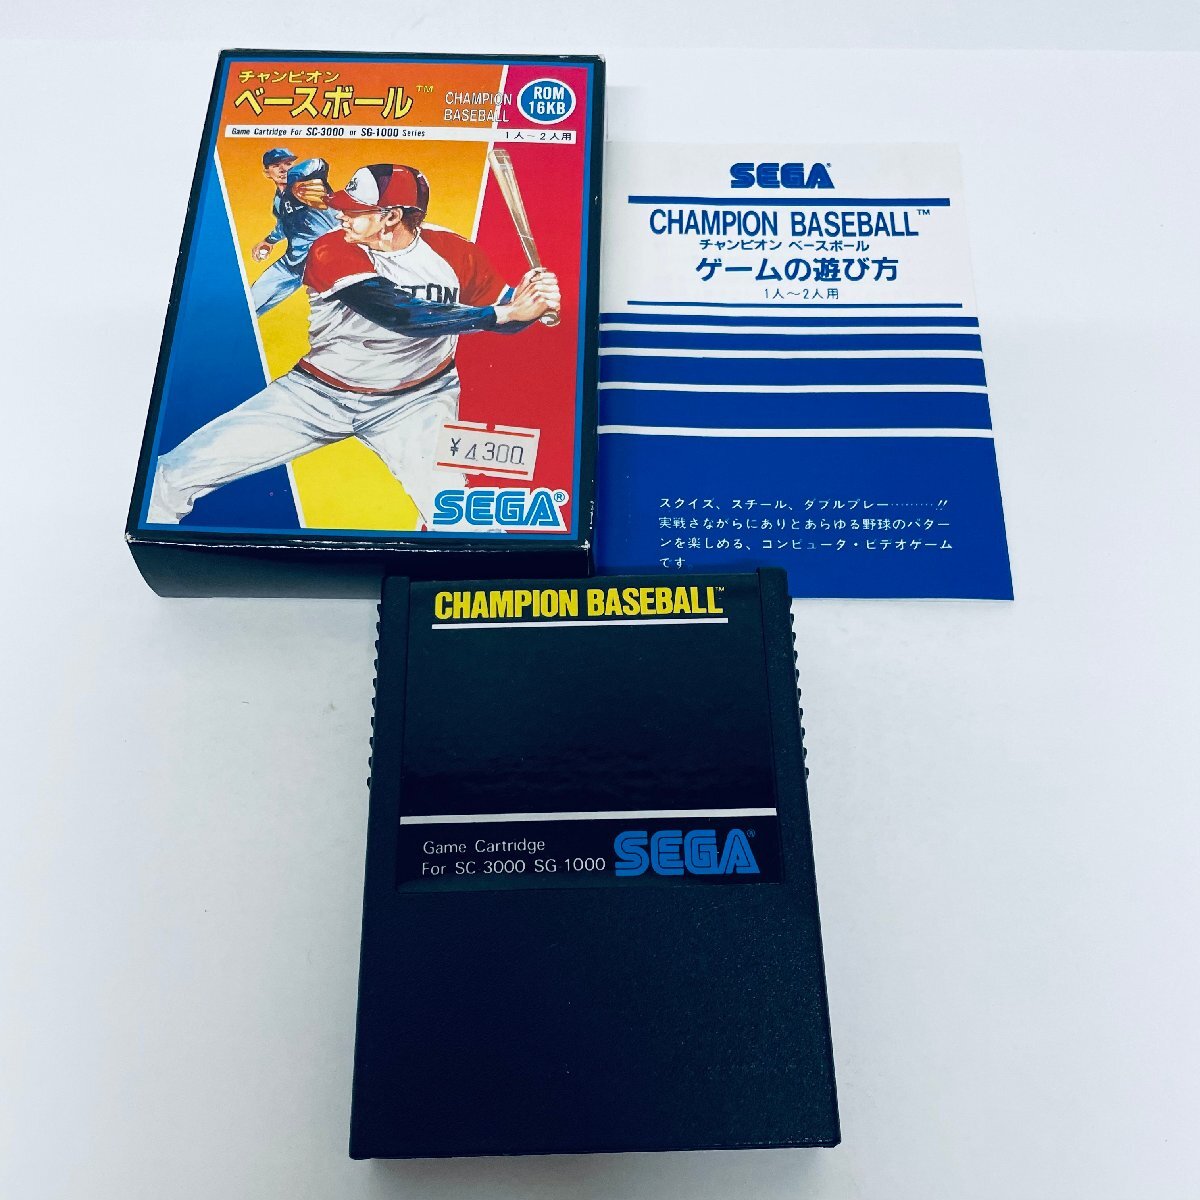 チャンピオン
ベースボール™
CHAMPION
BASEBALL
ROM
16KB
Game Cartridge For SC-3000 or SG-1000 Series
1人～2人用
TON
¥4300
SEGA®
SEGA®
CHAMPION BASEBALL™
チャンピオン ベースボール
ゲームの遊び方
1人～2人用
スクイズ、スチール、ダブルプレー………!!
実戦さながらにありとあらゆる野球のパター
ンを楽しめる、コンピュータ・ビデオゲーム
です。
CHAMPION BASEBALL™
Game Cartridge
For SC-3000 SG-1000
SEGA®